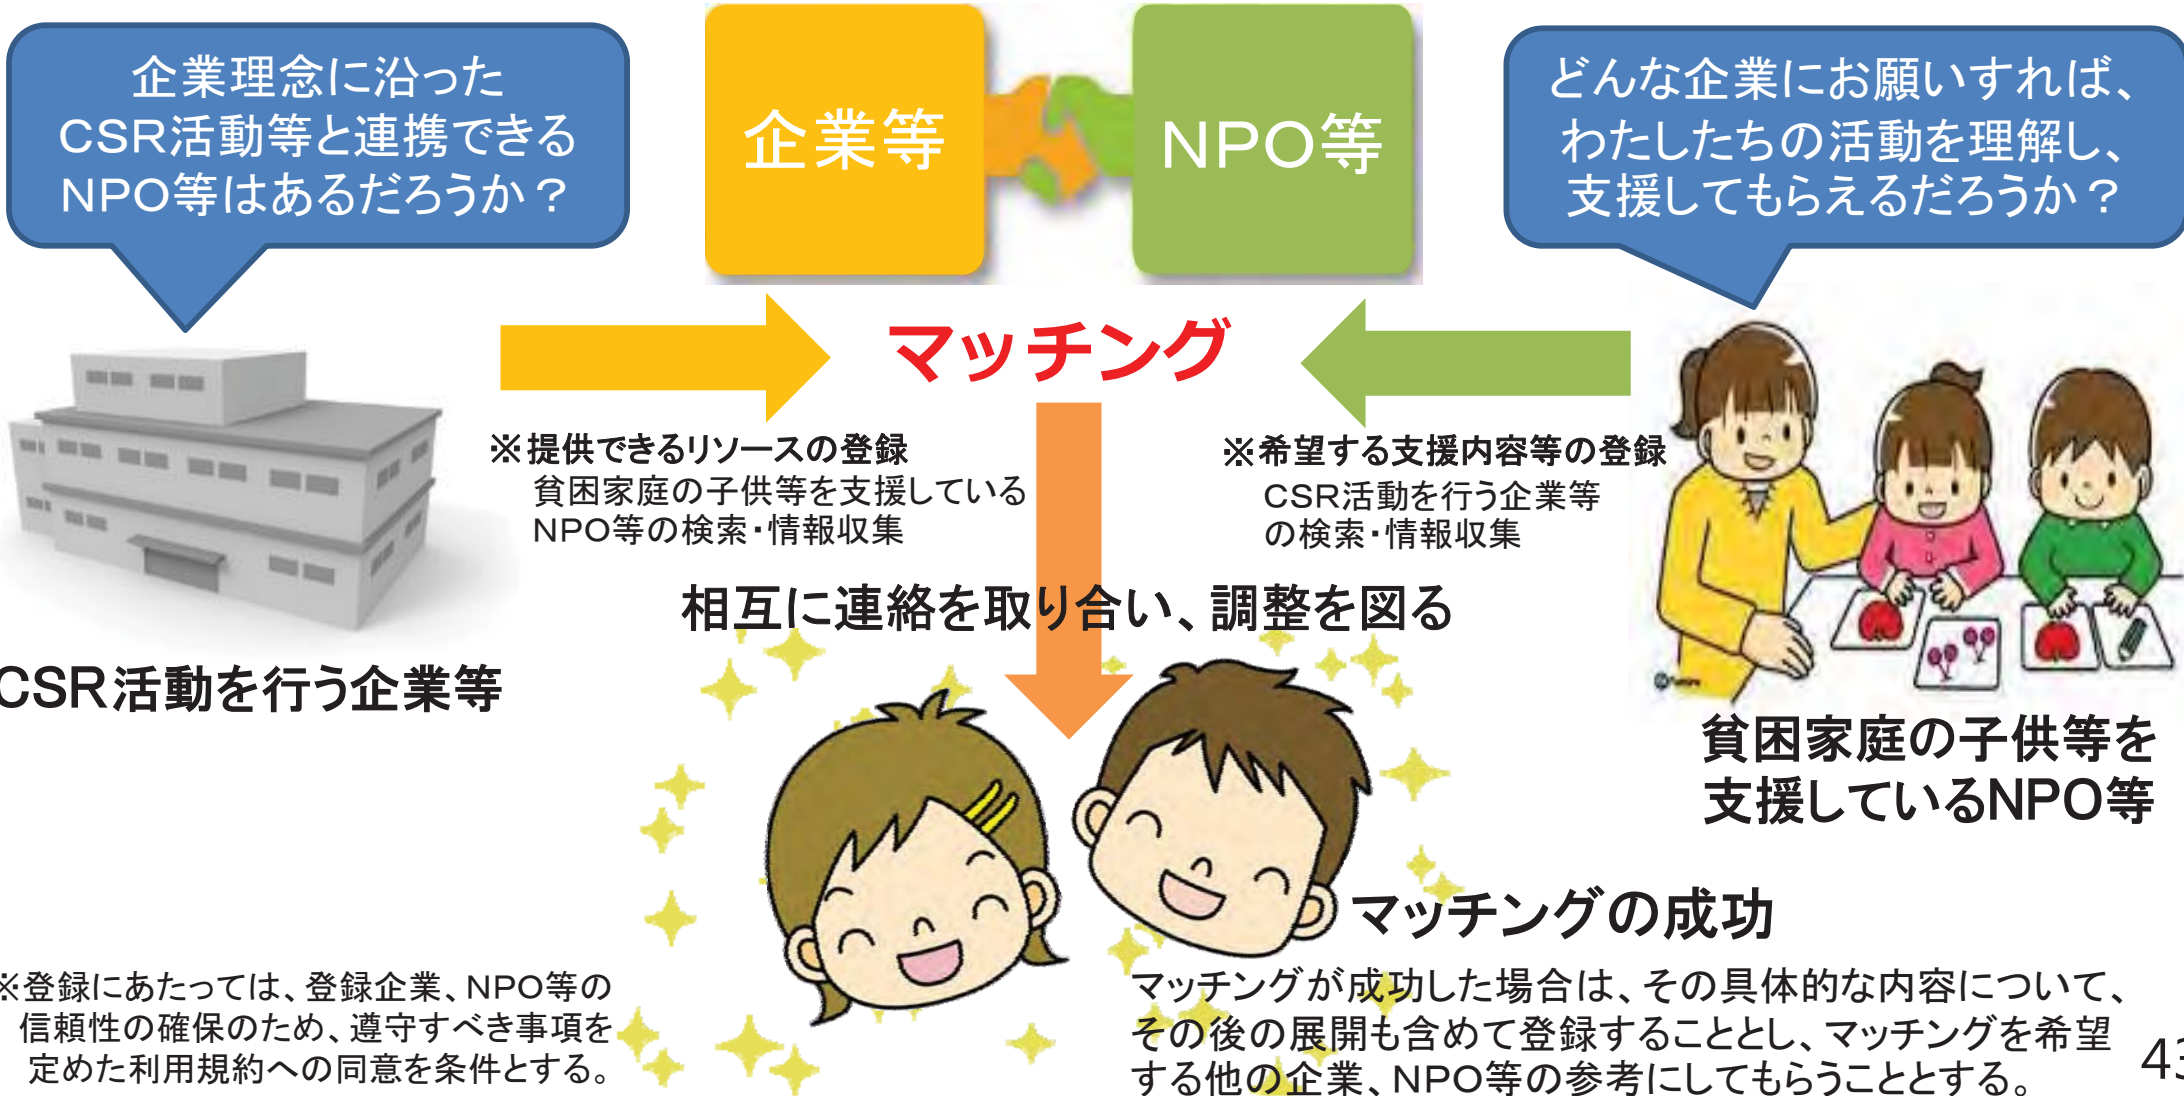 企業理念に沿った
CSR活動等と連携できる
NPO等はあるだろうか？
企業等
NPO等
どんな企業にお願いすれば、
わたしたちの活動を理解し、
支援してもらえるだろうか？
マッチング
※提供できるリソースの登録
貧困家庭の子供等を支援している
NPO等の検索・情報収集
※希望する支援内容等の登録
CSR活動を行う企業等
の検索・情報収集
相互に連絡を取り合い、調整を図る
CSR活動を行う企業等
貧困家庭の子供等を
支援しているNPO等
マッチングの成功
マッチングが成功した場合は、その具体的な内容について、
その後の展開も含めて登録することとし、マッチングを希望
する他の企業、NPO等の参考にしてもらうこととする。
※登録にあたっては、登録企業、NPO等の
信頼性の確保のため、遵守すべき事項を
定めた利用規約への同意を条件とする。
43